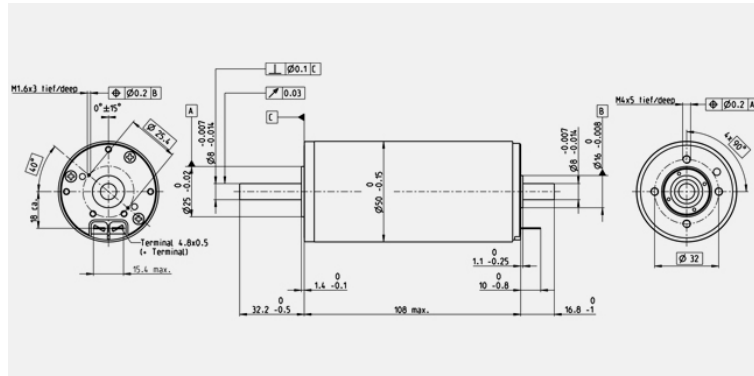 ⊥ Ø0.1 C
M1.6x3 tief/deep ⌖ Ø0.2 B
0° ±15°
Ø 25.4
40°
18 ca.
Terminal 4.8x0.5
(+ Terminal)
15.4 max.
↗ 0.03
A
C
-0.007
Ø8 -0.014
0
Ø25 -0.02
0
Ø50 -0.15
B
-0.007
Ø8 -0.014
0
Ø16 -0.008
M4x5 tief/deep ⌖ Ø0.2 A
4x 90°
Ø 32
0
1.1 -0.25
0
1.4 -0.1
0
10 -0.8
0
32.2 -0.5
108 max.
0
16.8 -1